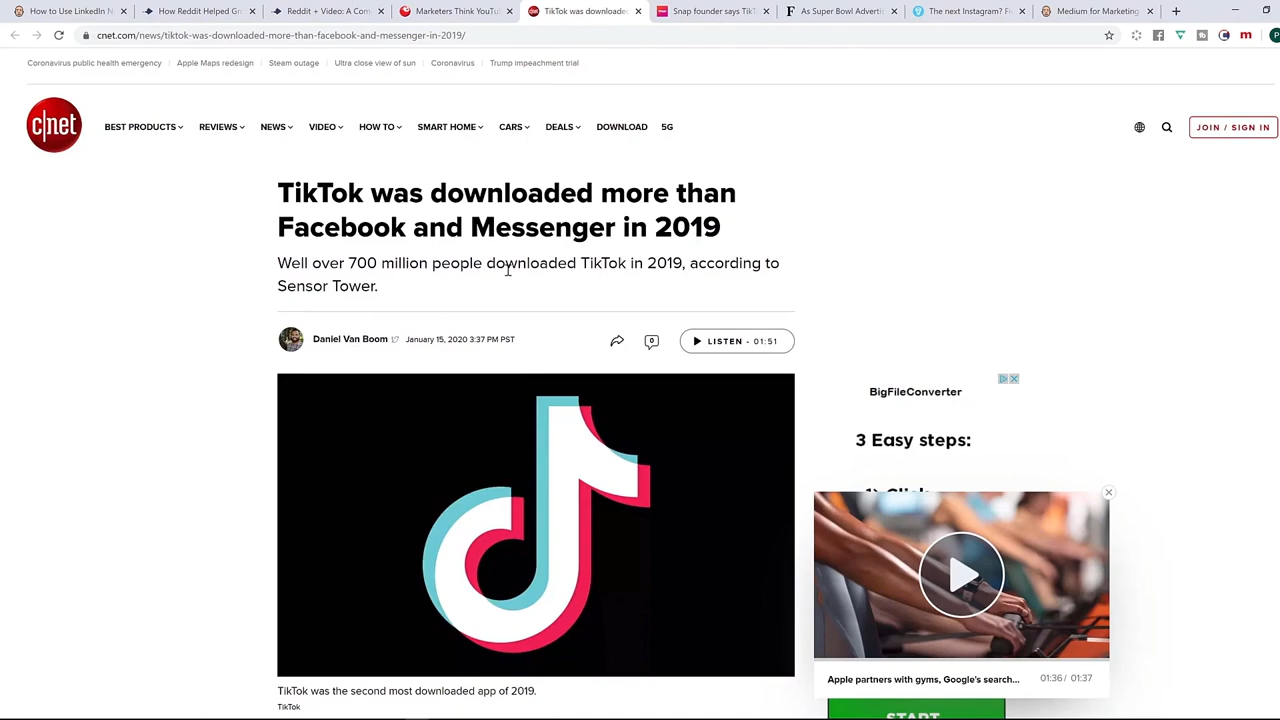 How to Use LinkedIn N
How Reddit Helped Gr
Reddit + Video: A Com
Marketers Think YouTu
TikTok was downloaded
Snap founder says TikT
As Super Bowl Adverti
The next Instagram? F
Medium for Marketing
cnet.com/news/tiktok-was-downloaded-more-than-facebook-and-messenger-in-2019/
Coronavirus public health emergency
Apple Maps redesign
Steam outage
Ultra close view of sun
Coronavirus
Trump impeachment trial
c|net
BEST PRODUCTS
REVIEWS
NEWS
VIDEO
HOW TO
SMART HOME
CARS
DEALS
DOWNLOAD
5G
JOIN / SIGN IN
TikTok was downloaded more than
Facebook and Messenger in 2019
Well over 700 million people downloaded TikTok in 2019, according to
Sensor Tower.
Daniel Van Boom
January 15, 2020 3:37 PM PST
0
LISTEN - 01:51
BigFileConverter
3 Easy steps:
1) Click
Apple partners with gyms, Google's search...
01:36 / 01:37
START
TikTok was the second most downloaded app of 2019.
TikTok